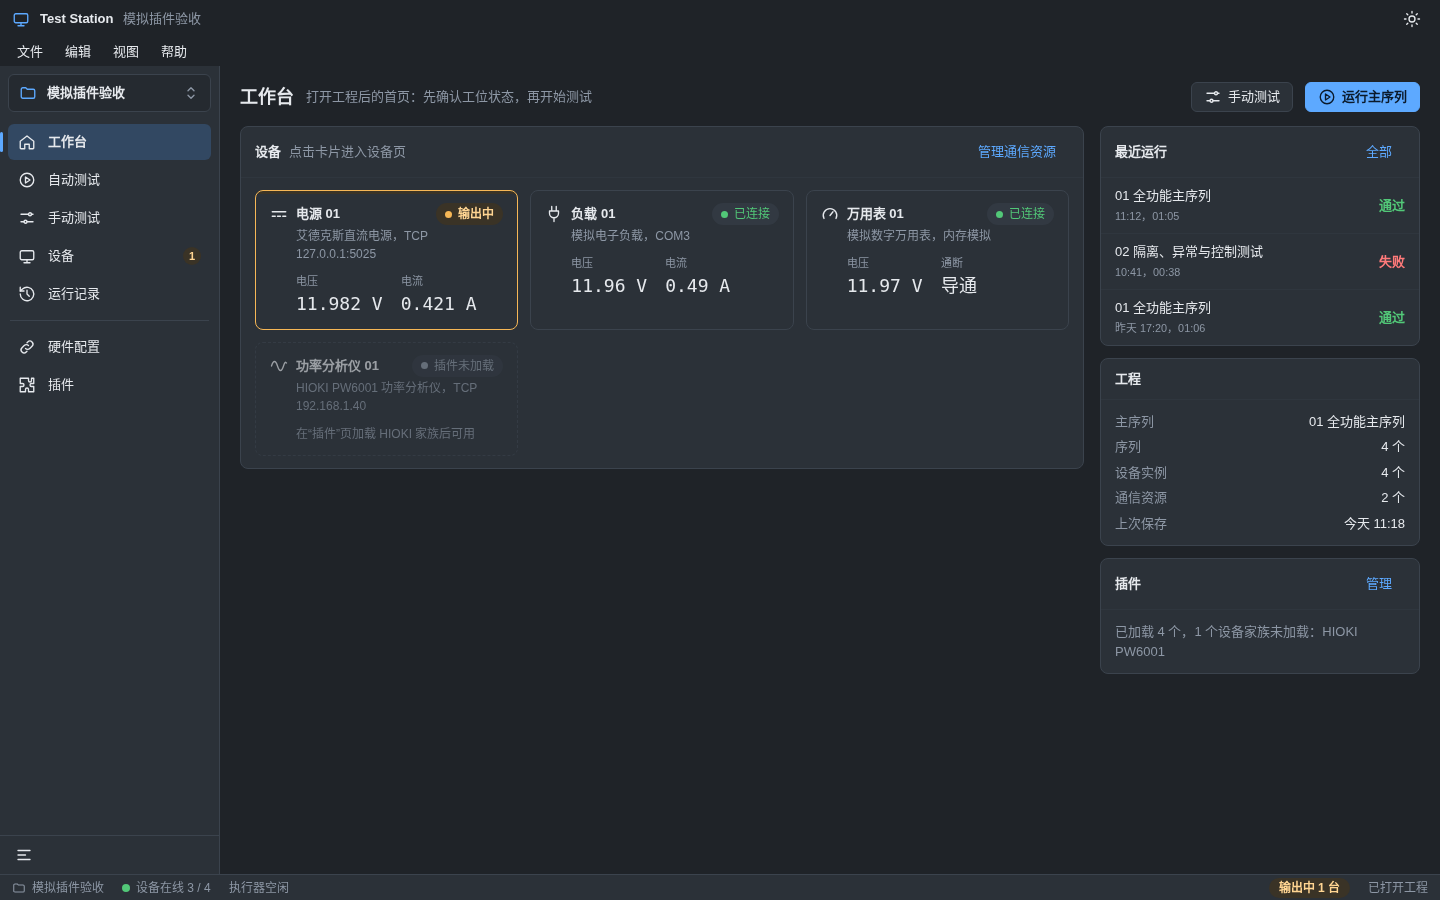 Test Station 模拟插件验收
文件 编辑 视图 帮助
模拟插件验收
工作台
自动测试
手动测试
设备 1
运行记录
硬件配置
插件
工作台 打开工程后的首页：先确认工位状态，再开始测试
手动测试 运行主序列
设备 点击卡片进入设备页 管理通信资源
电源 01 输出中
艾德克斯直流电源，TCP
127.0.0.1:5025
电压 电流
11.982 V 0.421 A
负载 01 已连接
模拟电子负载，COM3
电压 电流
11.96 V 0.49 A
万用表 01 已连接
模拟数字万用表，内存模拟
电压 通断
11.97 V 导通
功率分析仪 01 插件未加载
HIOKI PW6001 功率分析仪，TCP
192.168.1.40
在“插件”页加载 HIOKI 家族后可用
最近运行 全部
01 全功能主序列
11:12，01:05
通过
02 隔离、异常与控制测试
10:41，00:38
失败
01 全功能主序列
昨天 17:20，01:06
通过
工程
主序列 01 全功能主序列
序列 4 个
设备实例 4 个
通信资源 2 个
上次保存 今天 11:18
插件 管理
已加载 4 个，1 个设备家族未加载：HIOKI
PW6001
模拟插件验收 设备在线 3 / 4 执行器空闲 输出中 1 台 已打开工程